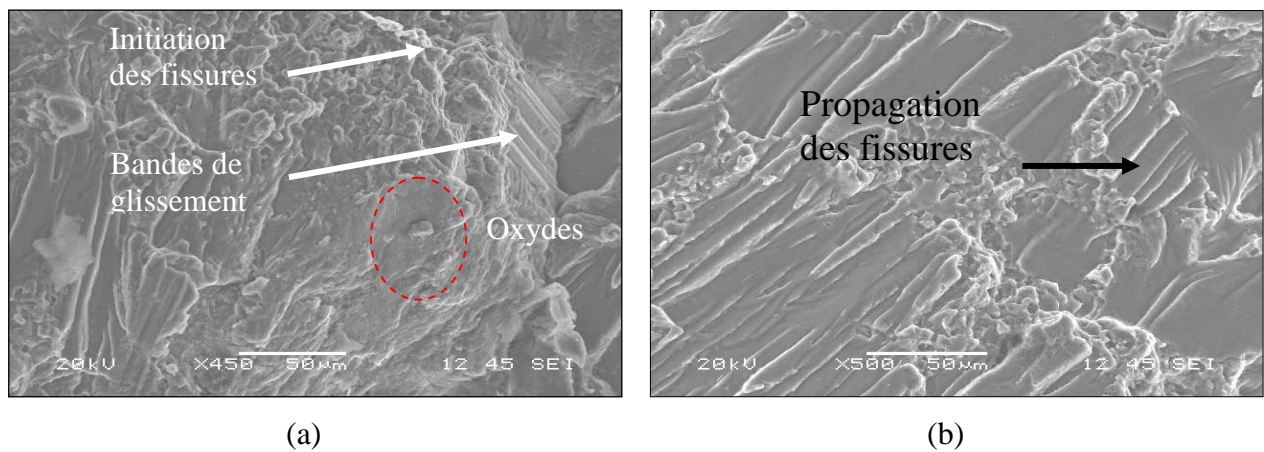 Initiation
des fissures
Bandes de
glissement
Oxydes
20kV X450 50µm 12 45 SEI
Propagation
des fissures
20kV X500 50µm 12 45 SEI
(a)
(b)